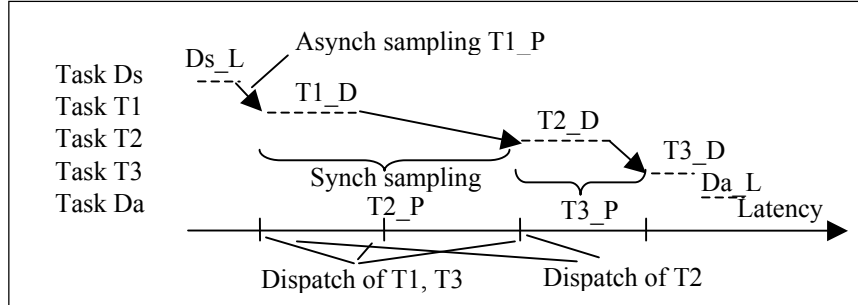 Asynch sampling T1_P
Ds_L
Task Ds
T1_D
Task T1
T2_D
Task T2
T3_D
Task T3
Synch sampling
Da_L
Task Da
T2_P
T3_P
Latency
Dispatch of T1, T3
Dispatch of T2